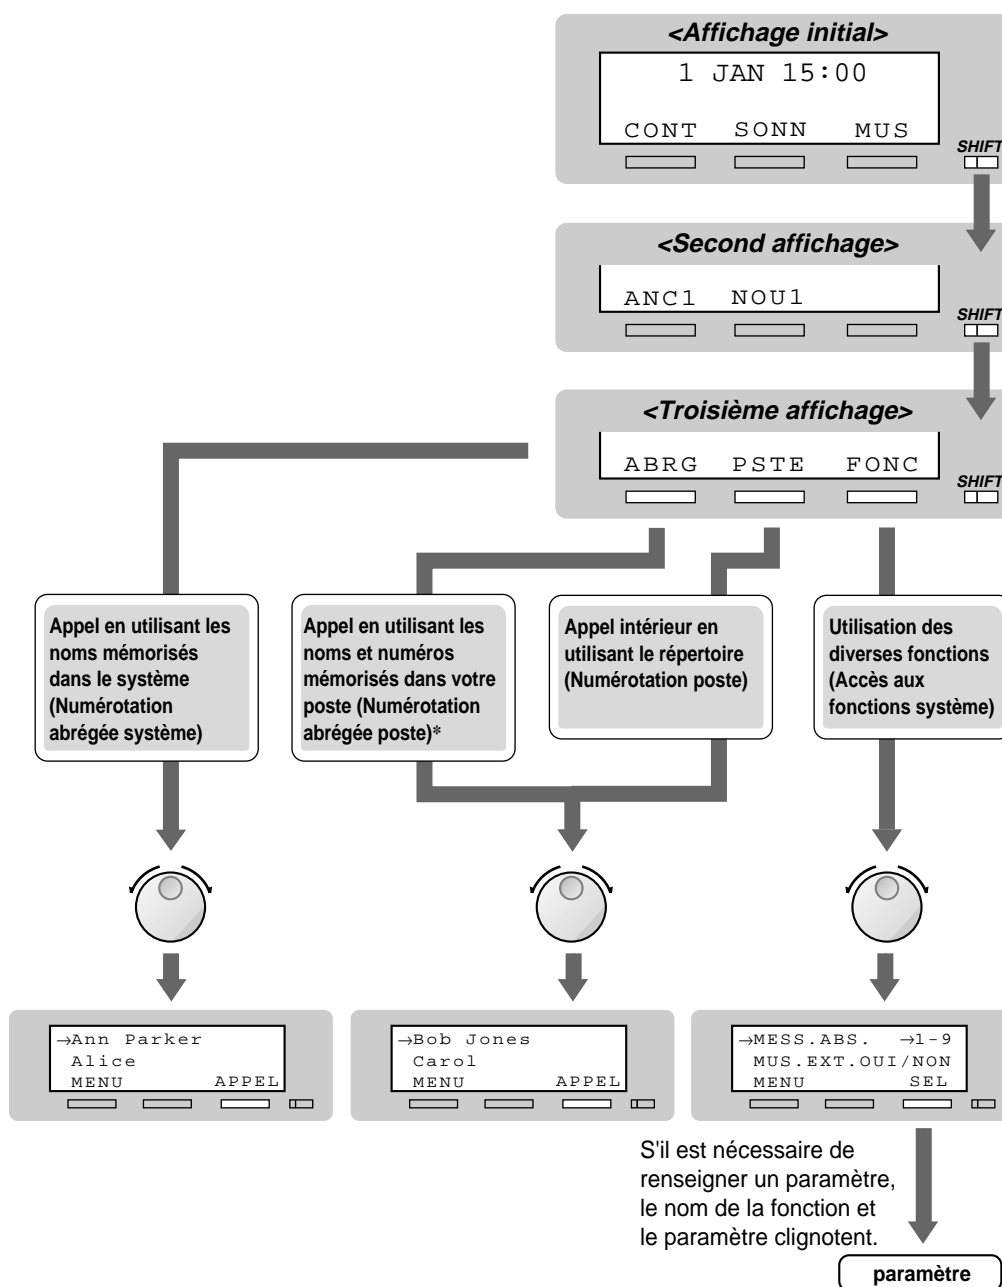 <Affichage initial>
1 JAN 15:00
CONT SONN MUS
SHIFT
<Second affichage>
ANC1 NOU1
SHIFT
<Troisième affichage>
ABRG PSTE FONC
SHIFT
Appel en utilisant les
noms mémorisés
dans le système
(Numérotation
abrégée système)
Appel en utilisant les
noms et numéros
mémorisés dans votre
poste (Numérotation
abrégée poste)*
Appel intérieur en
utilisant le répertoire
(Numérotation poste)
Utilisation des
diverses fonctions
(Accès aux
fonctions système)
→Ann Parker
Alice
MENU APPEL
→Bob Jones
Carol
MENU APPEL
→MESS.ABS. →1-9
MUS.EXT.OUI/NON
MENU SEL
S'il est nécessaire de
renseigner un paramètre,
le nom de la fonction et
le paramètre clignotent.
paramètre